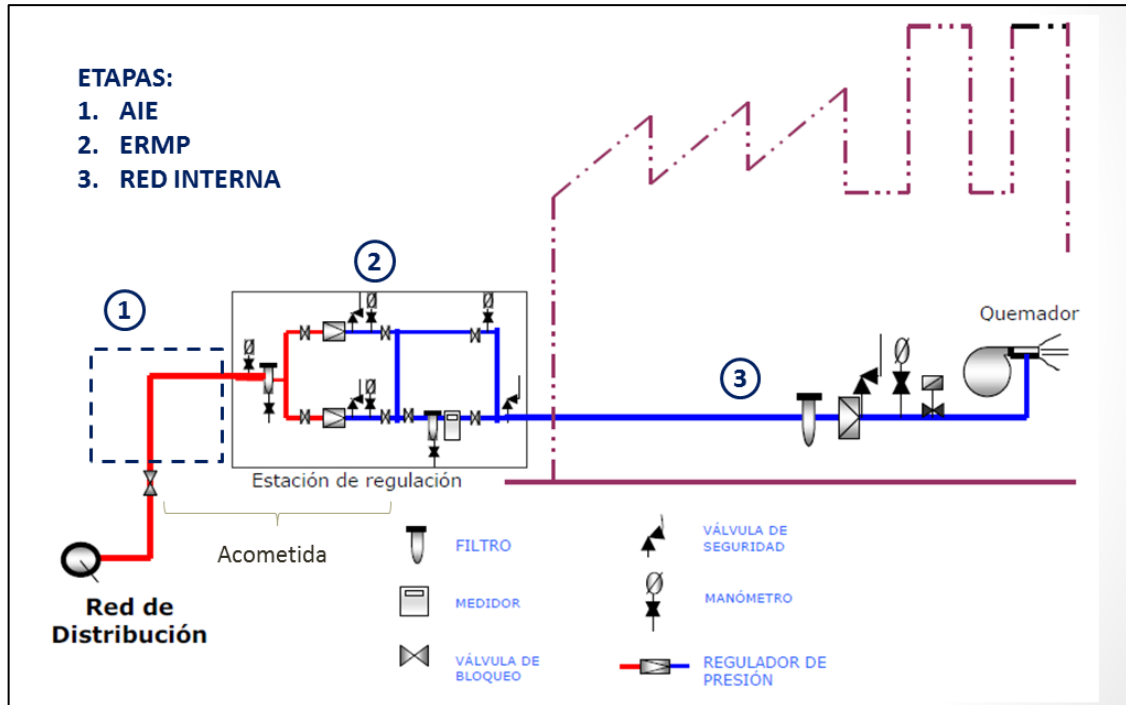 ETAPAS:
1. AIE
2. ERMP
3. RED INTERNA
1
2
3
Quemador
Estación de regulación
Acometida
Red de
Distribución
FILTRO
MEDIDOR
VÁLVULA DE
BLOQUEO
VÁLVULA DE
SEGURIDAD
MANÓMETRO
REGULADOR DE
PRESIÓN